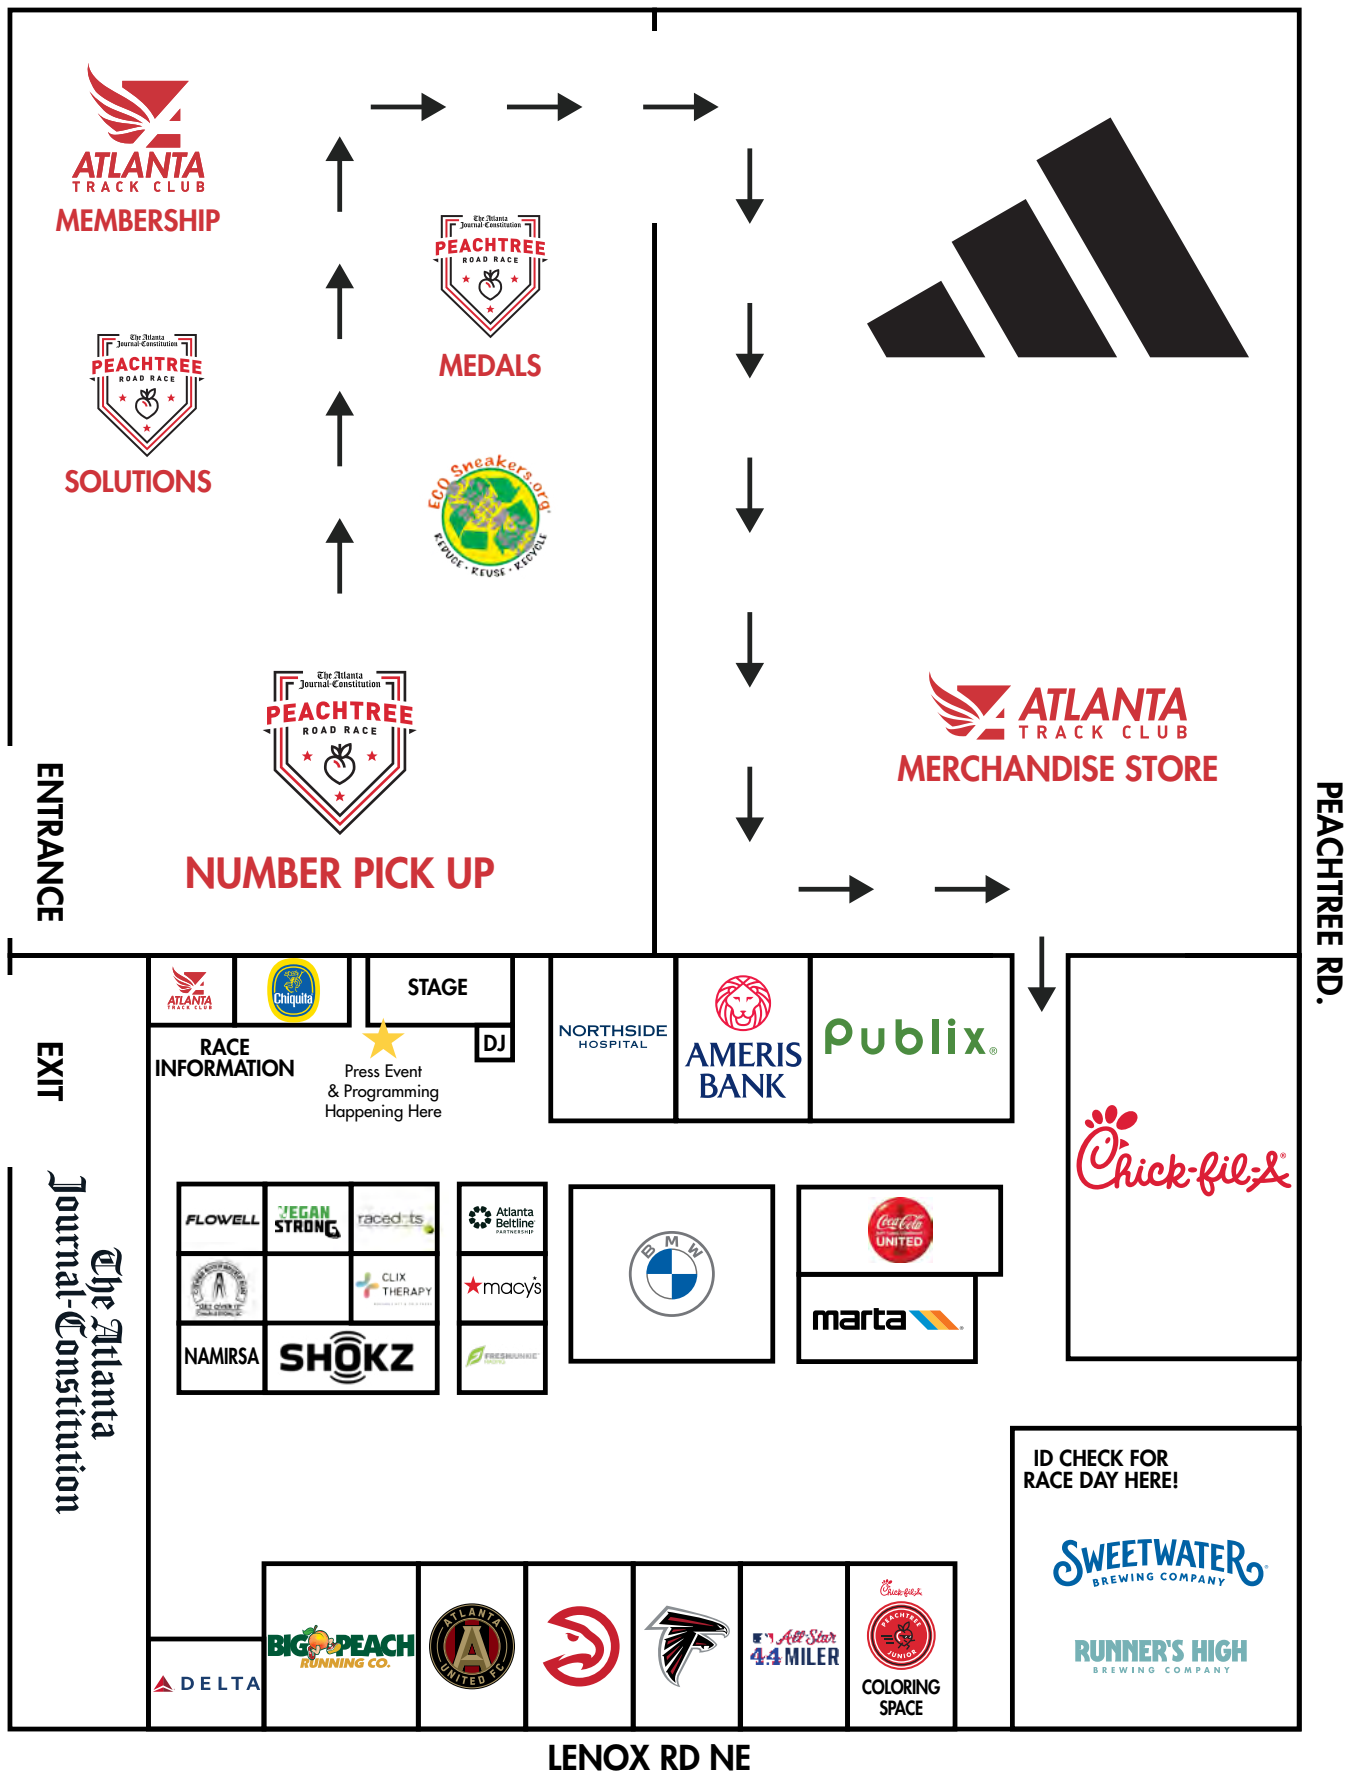 ATLANTA
TRACK CLUB
MEMBERSHIP
The Atlanta
Journal-Constitution
PEACHTREE
ROAD RACE
MEDALS
The Atlanta
Journal-Constitution
PEACHTREE
ROAD RACE
SOLUTIONS
ECO Sneakers.org
REDUCE • REUSE • RECYCLE
The Atlanta
Journal-Constitution
PEACHTREE
ROAD RACE
NUMBER PICK UP
ATLANTA
TRACK CLUB
MERCHANDISE STORE
ENTRANCE
PEACHTREE RD.
EXIT
The Atlanta
Journal-Constitution
ATLANTA
TRACK CLUB
RACE
INFORMATION
Chiquita
STAGE
DJ
Press Event
& Programming
Happening Here
NORTHSIDE
HOSPITAL
AMERIS
BANK
Publix®
Chick-fil-A®
FLOWELL
VEGAN
STRONG
racedots
Atlanta
Beltline
PARTNERSHIP
BMW
Coca-Cola
UNITED
CLIX
THERAPY
macy's
marta
NAMIRSA
SHOKZ
ID CHECK FOR
RACE DAY HERE!
SWEETWATER
BREWING COMPANY
RUNNER'S HIGH
BREWING COMPANY
DELTA
BIG PEACH
RUNNING CO.
ATLANTA
UNITED FC
All-Star
4.4 MILER
Chick-fil-A
PEACHTREE
JUNIOR
COLORING
SPACE
LENOX RD NE